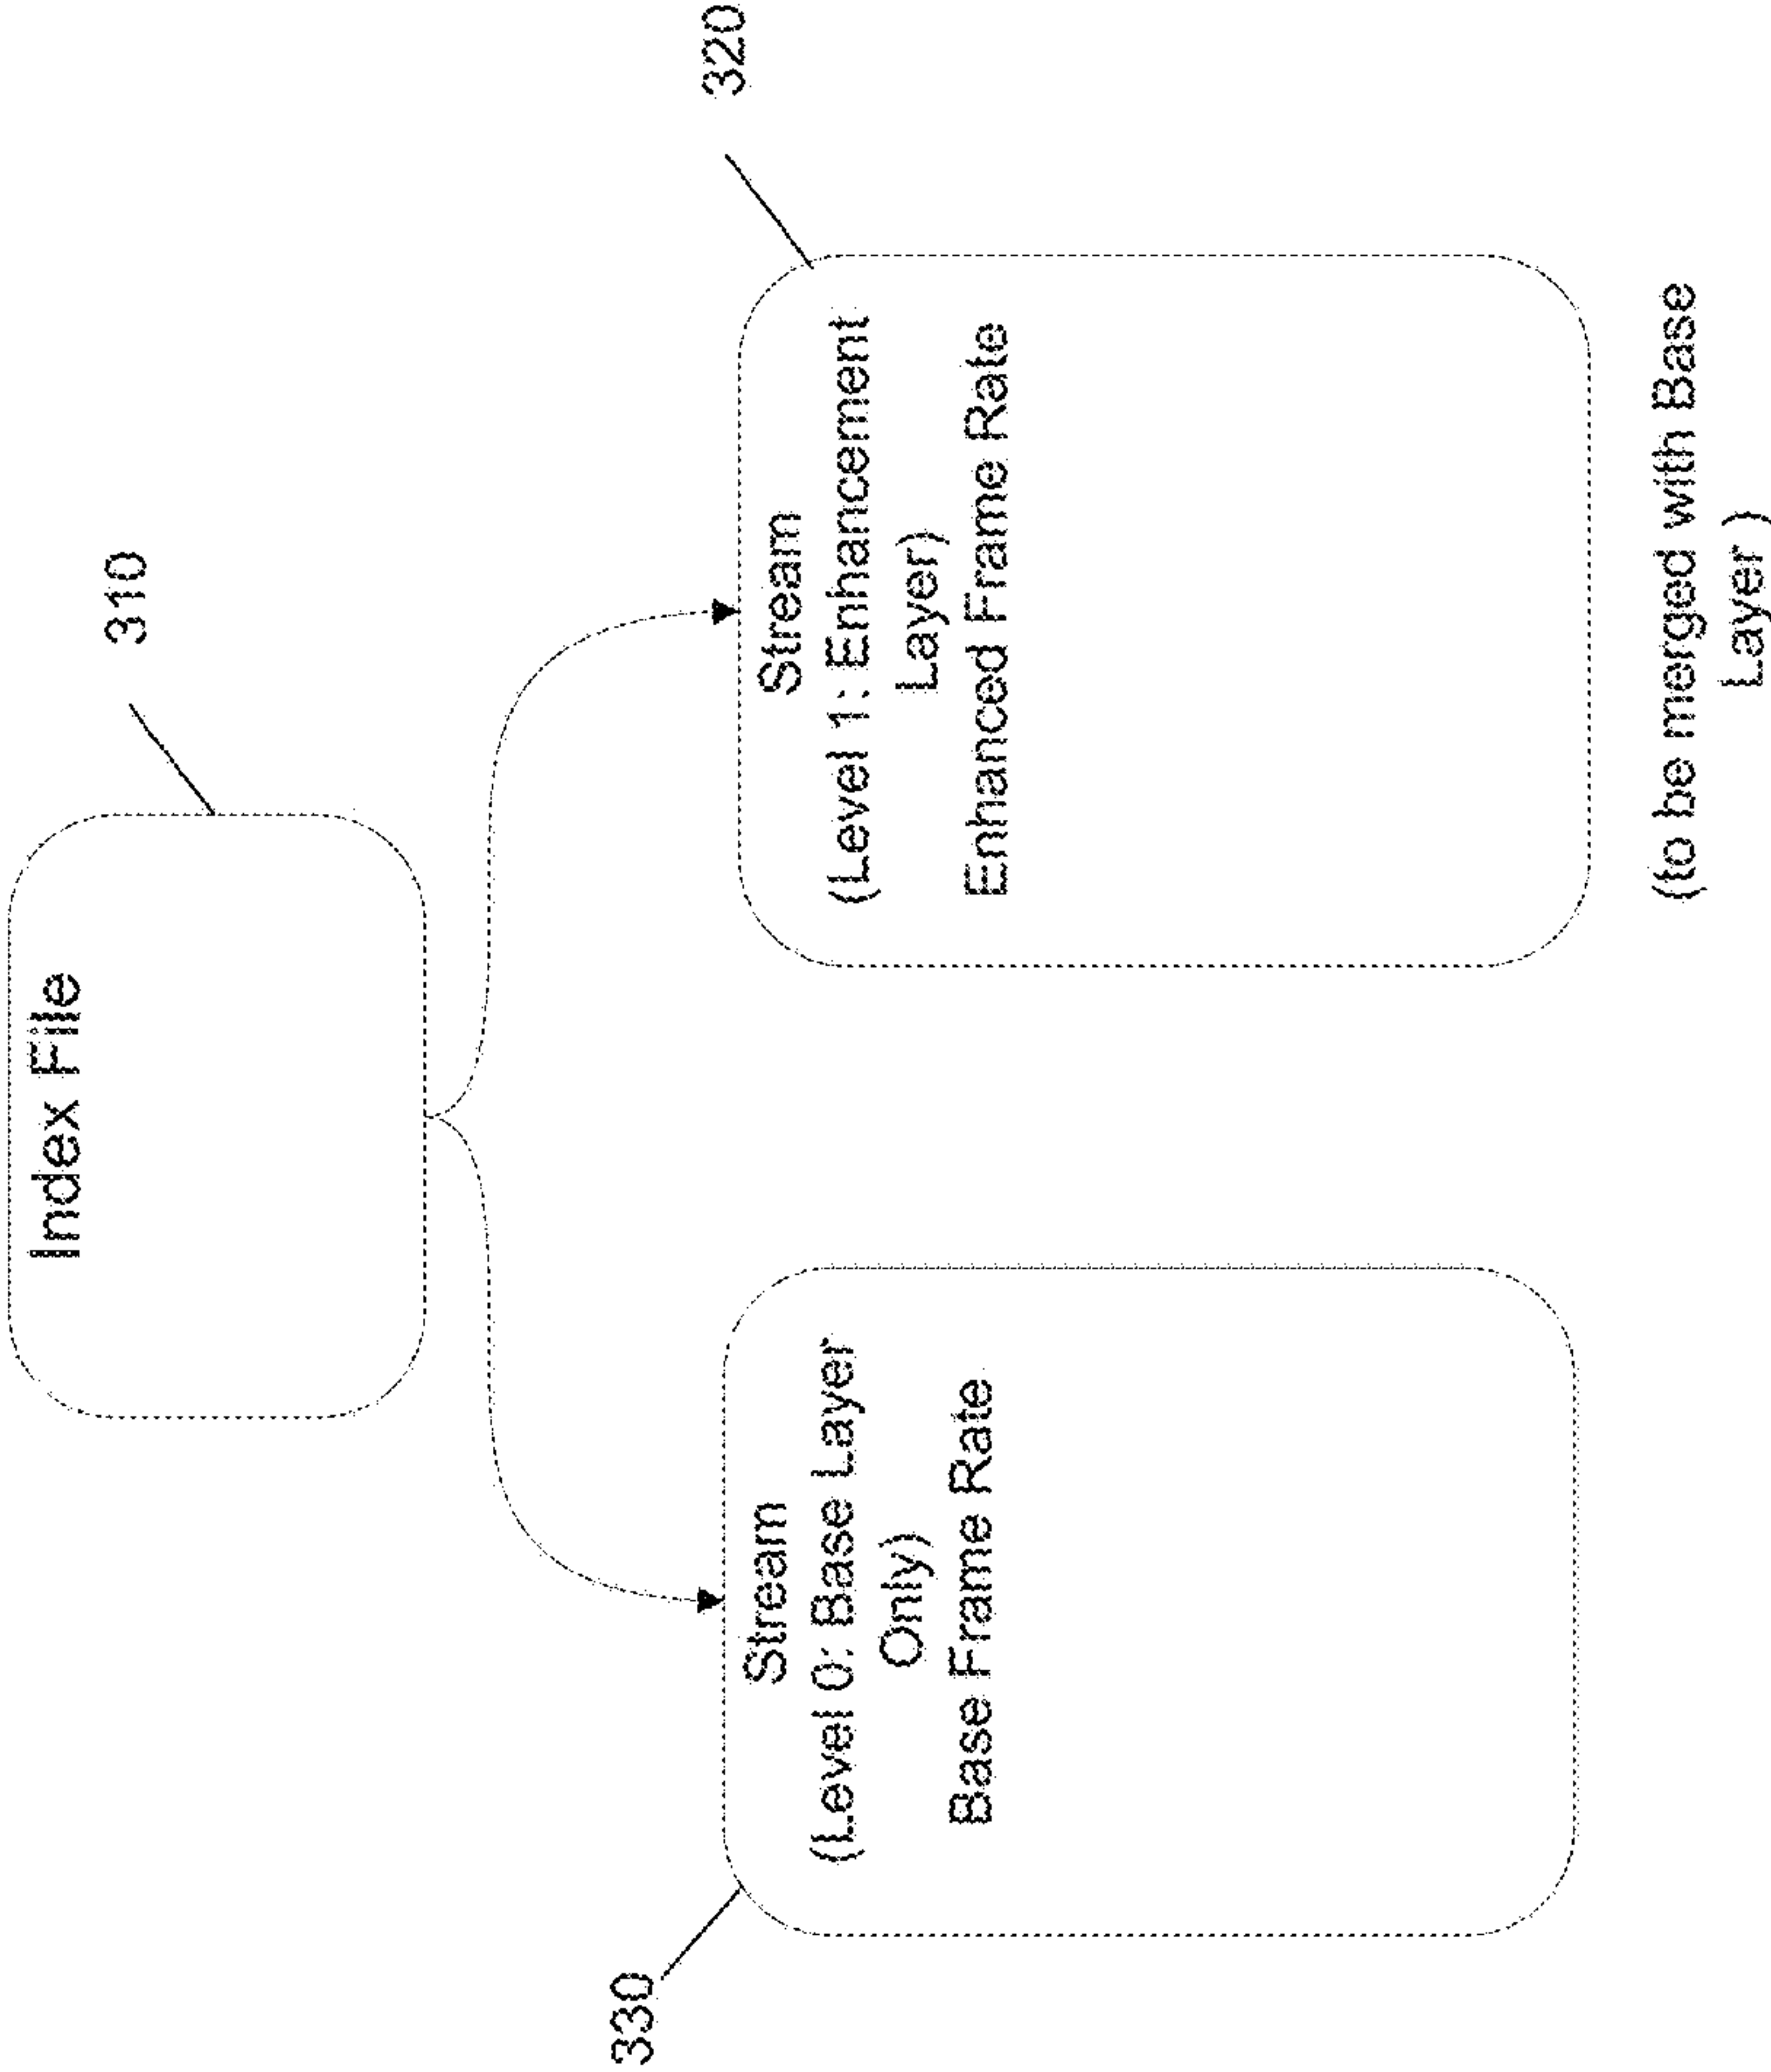 Index File
310
330
Stream
(Level 0: Base Layer
Only)
Base Frame Rate
320
Stream
(Level 1: Enhancement
Layer)
Enhanced Frame Rate
(to be merged with Base
Layer )